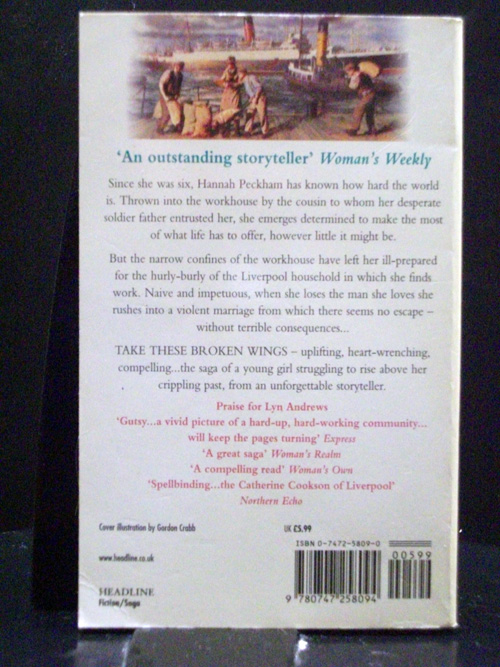 'An outstanding storyteller' Woman's Weekly
Since she was six, Hannah Peckham has known how hard the world
is. Thrown into the workhouse by the cousin to whom her desperate
soldier father entrusted her, she emerges determined to make the most
of what life has to offer, however little it might be.
But the narrow confines of the workhouse have left her ill-prepared
for the hurly-burly of the Liverpool household in which she finds
work. Naive and impetuous, when she loses the man she loves she
rushes into a violent marriage from which there seems no escape –
without terrible consequences...
TAKE THESE BROKEN WINGS – uplifting, heart-wrenching,
compelling...the saga of a young girl struggling to rise above her
crippling past, from an unforgettable storyteller.
Praise for Lyn Andrews
'Gutsy...a vivid picture of a hard-up, hard-working community...
will keep the pages turning' Express
'A great saga' Woman's Realm
'A compelling read' Woman's Own
'Spellbinding...the Catherine Cookson of Liverpool'
Northern Echo
Cover illustration by Gordon Crabb
UK £5.99
ISBN 0-7472-5809-0
00599
www.headline.co.uk
HEADLINE
Fiction/Saga
9 780747 258094